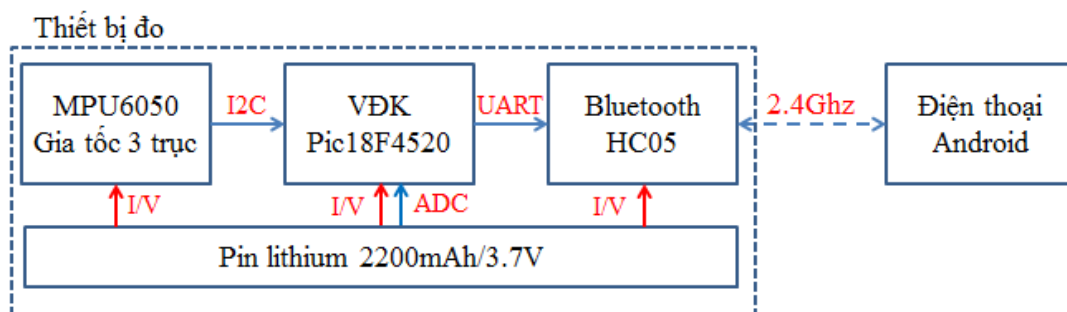 Thiết bị đo
MPU6050
Gia tốc 3 trục
I2C
VĐK
Pic18F4520
UART
Bluetooth
HC05
2.4Ghz
Điện thoại
Android
I/V
I/V
ADC
I/V
Pin lithium 2200mAh/3.7V